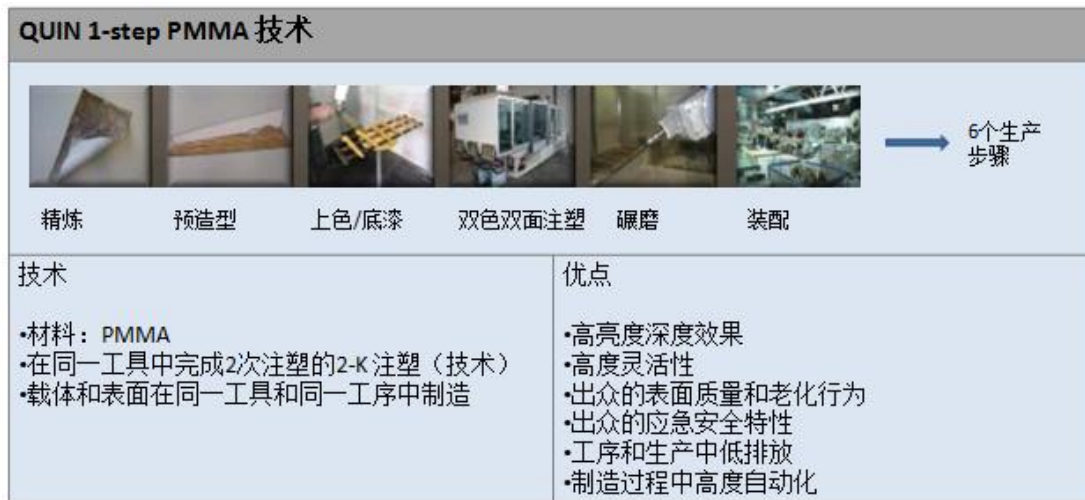 QUIN 1-step PMMA 技术
6个生产
步骤
精炼 预造型 上色/底漆 双色双面注塑 碾磨 装配
技术
•材料：PMMA
•在同一工具中完成2次注塑的2-K 注塑（技术）
•载体和表面在同一工具和同一工序中制造
优点
•高亮度深度效果
•高度灵活性
•出众的表面质量和老化行为
•出众的应急安全特性
•工序和生产中低排放
•制造过程中高度自动化